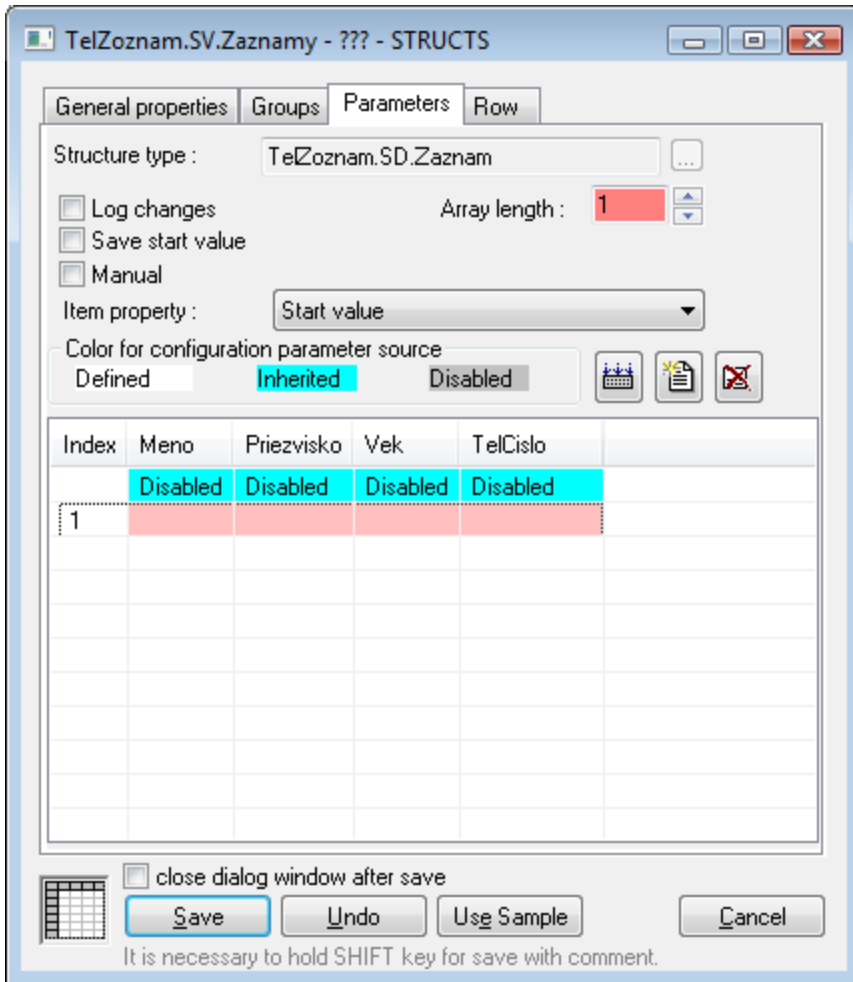 TelZoznam.SV.Zaznamy - ??? - STRUCTS
General properties Groups Parameters Row
Structure type : TelZoznam.SD.Zaznam ...
Log changes Array length : 1
Save start value
Manual
Item property : Start value
Color for configuration parameter source
Defined Inherited Disabled
Index Meno Priezvisko Vek TelCislo
Disabled Disabled Disabled Disabled
1
close dialog window after save
Save Undo Use Sample Cancel
It is necessary to hold SHIFT key for save with comment.